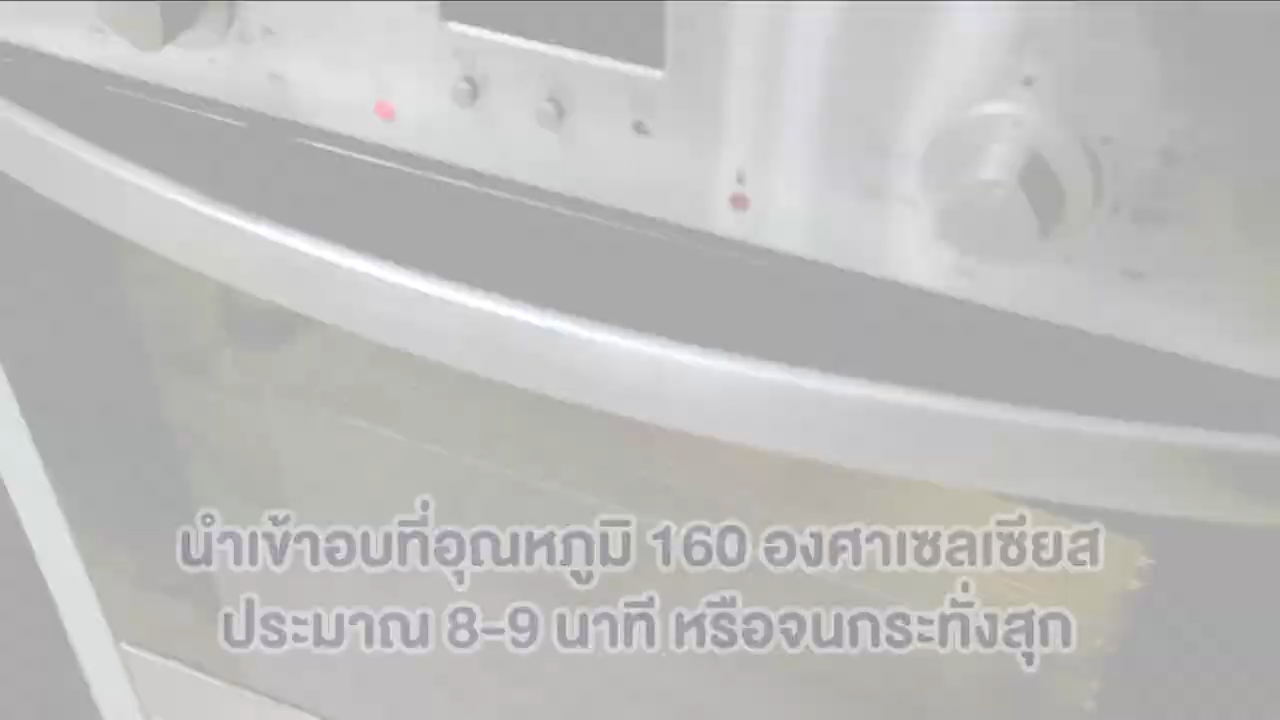 นำเข้าอบที่อุณหภูมิ 160 องศาเซลเซียส
ประมาณ 8-9 นาที หรือจนกระทั่งสุก